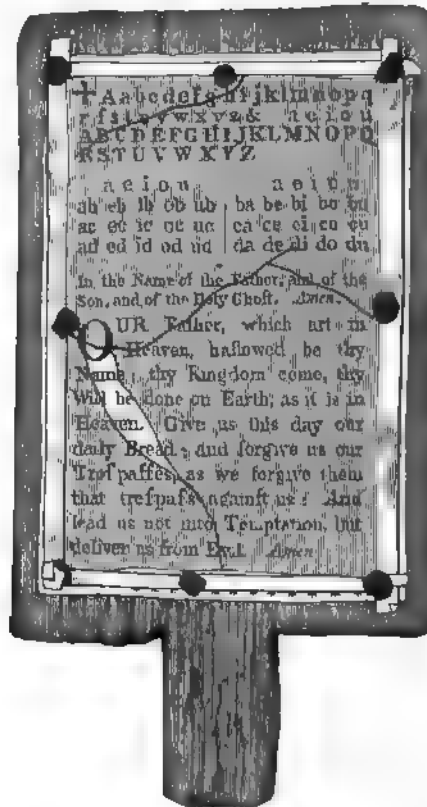 ✝ Aabcdefghijklmnopq
rſstuvwxyz& aeiou
ABCDEFGHIJKLMNOPQ
RSTUVWXYZ
a e i o u a e i o u
ab eb ib ob ub ba be bi bo bu
ac ec ic oc uc ca ce ci co cu
ad ed id od ud da de di do du
In the Name of the Father, and of the
Son, and of the Holy Ghoſt. Amen.
OUR Father, which art in
Heaven, hallowed be thy
Name; thy Kingdom come, thy
Will be done on Earth, as it is in
Heaven. Give us this day our
daily Bread; and forgive us our
Treſpaſſes, as we forgive them
that treſpaſs againſt us: And
lead us not into Temptation, but
deliver us from Evil. Amen.